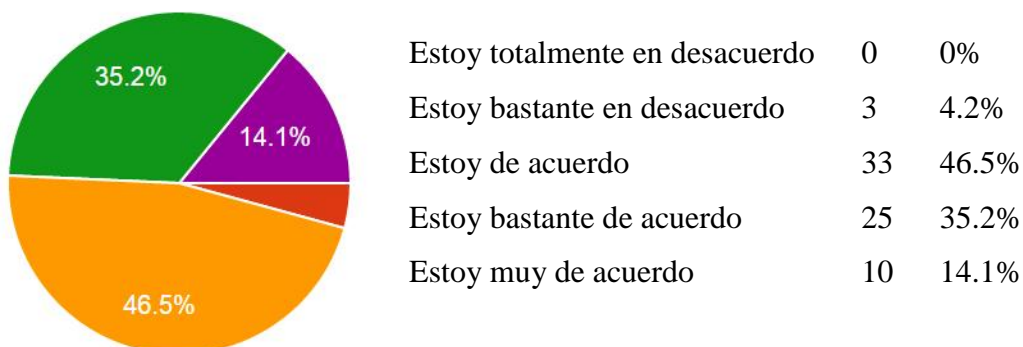 35.2%
14.1%
46.5%
Estoy totalmente en desacuerdo 0 0%
Estoy bastante en desacuerdo 3 4.2%
Estoy de acuerdo 33 46.5%
Estoy bastante de acuerdo 25 35.2%
Estoy muy de acuerdo 10 14.1%